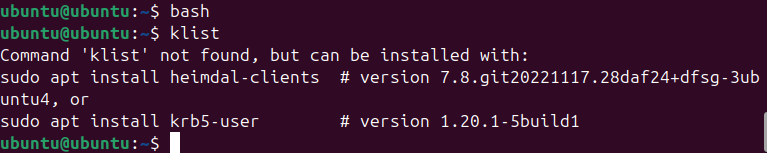 ubuntu@ubuntu:~$ bash
ubuntu@ubuntu:~$ klist
Command 'klist' not found, but can be installed with:
sudo apt install heimdal-clients  # version 7.8.git20221117.28daf24+dfsg-3ub
untu4, or
sudo apt install krb5-user        # version 1.20.1-5build1
ubuntu@ubuntu:~$